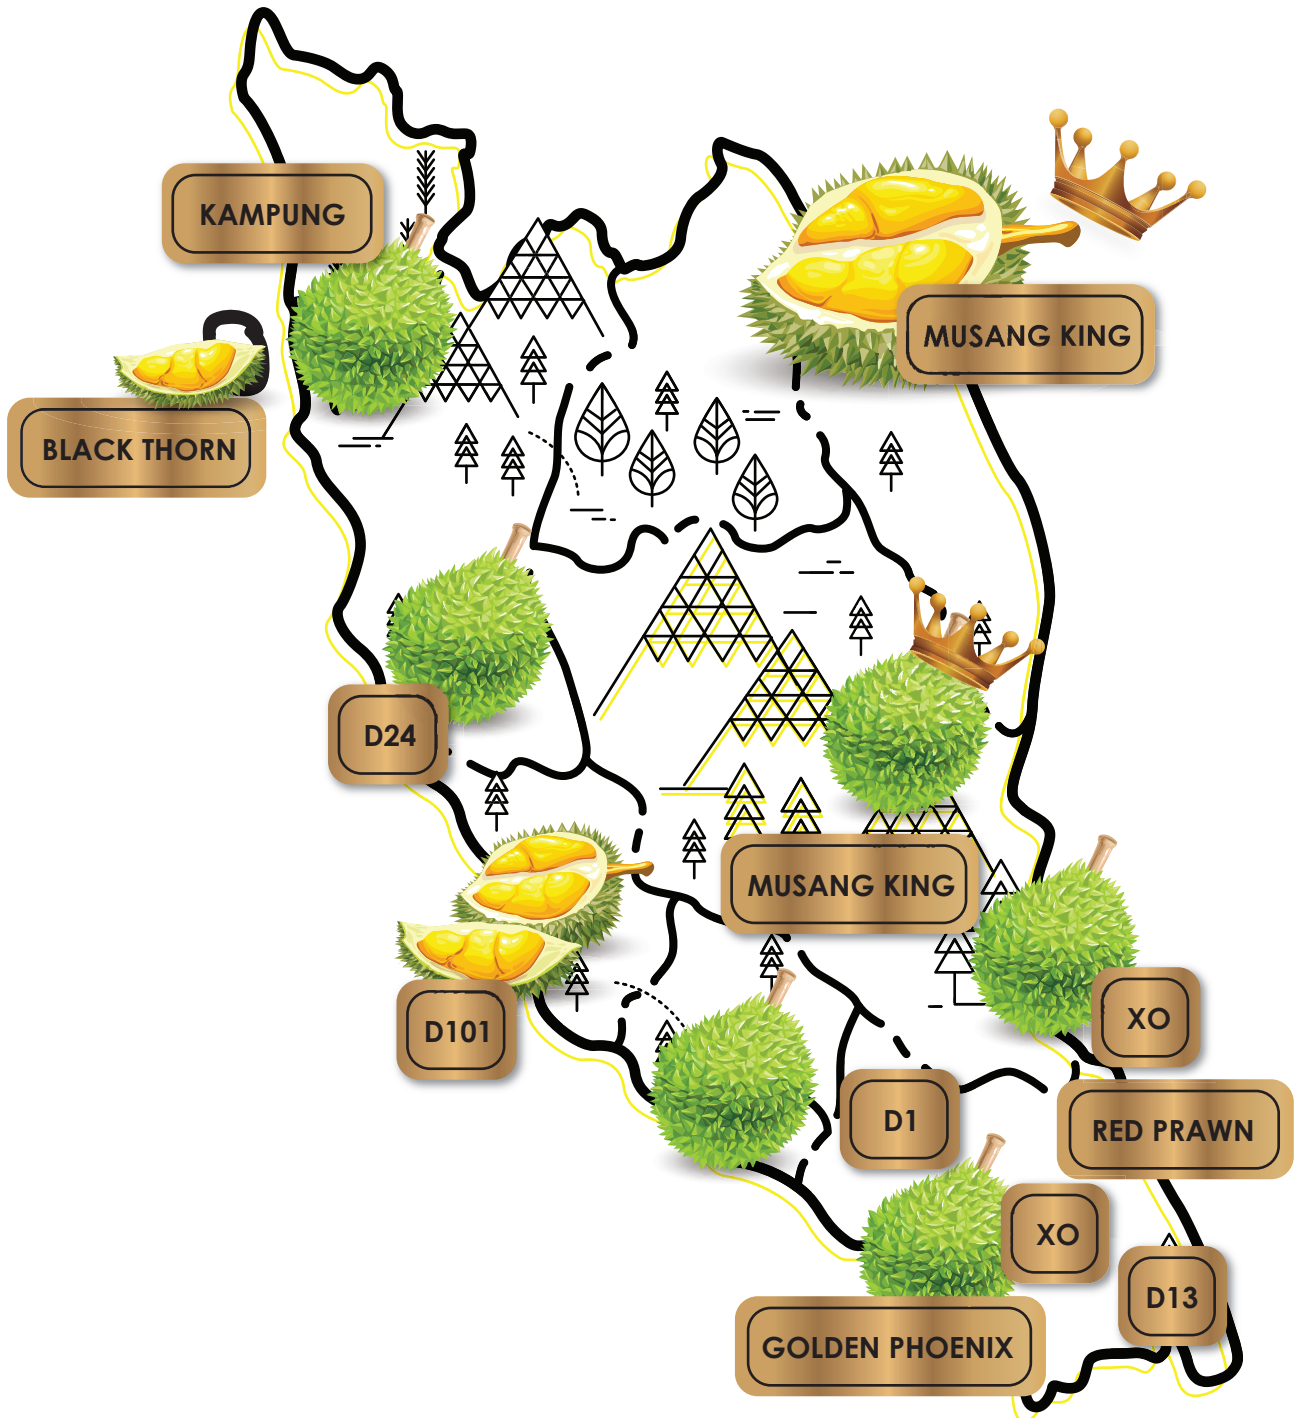 KAMPUNG
MUSANG KING
BLACK THORN
D24
MUSANG KING
D101
XO
D1
RED PRAWN
XO
D13
GOLDEN PHOENIX